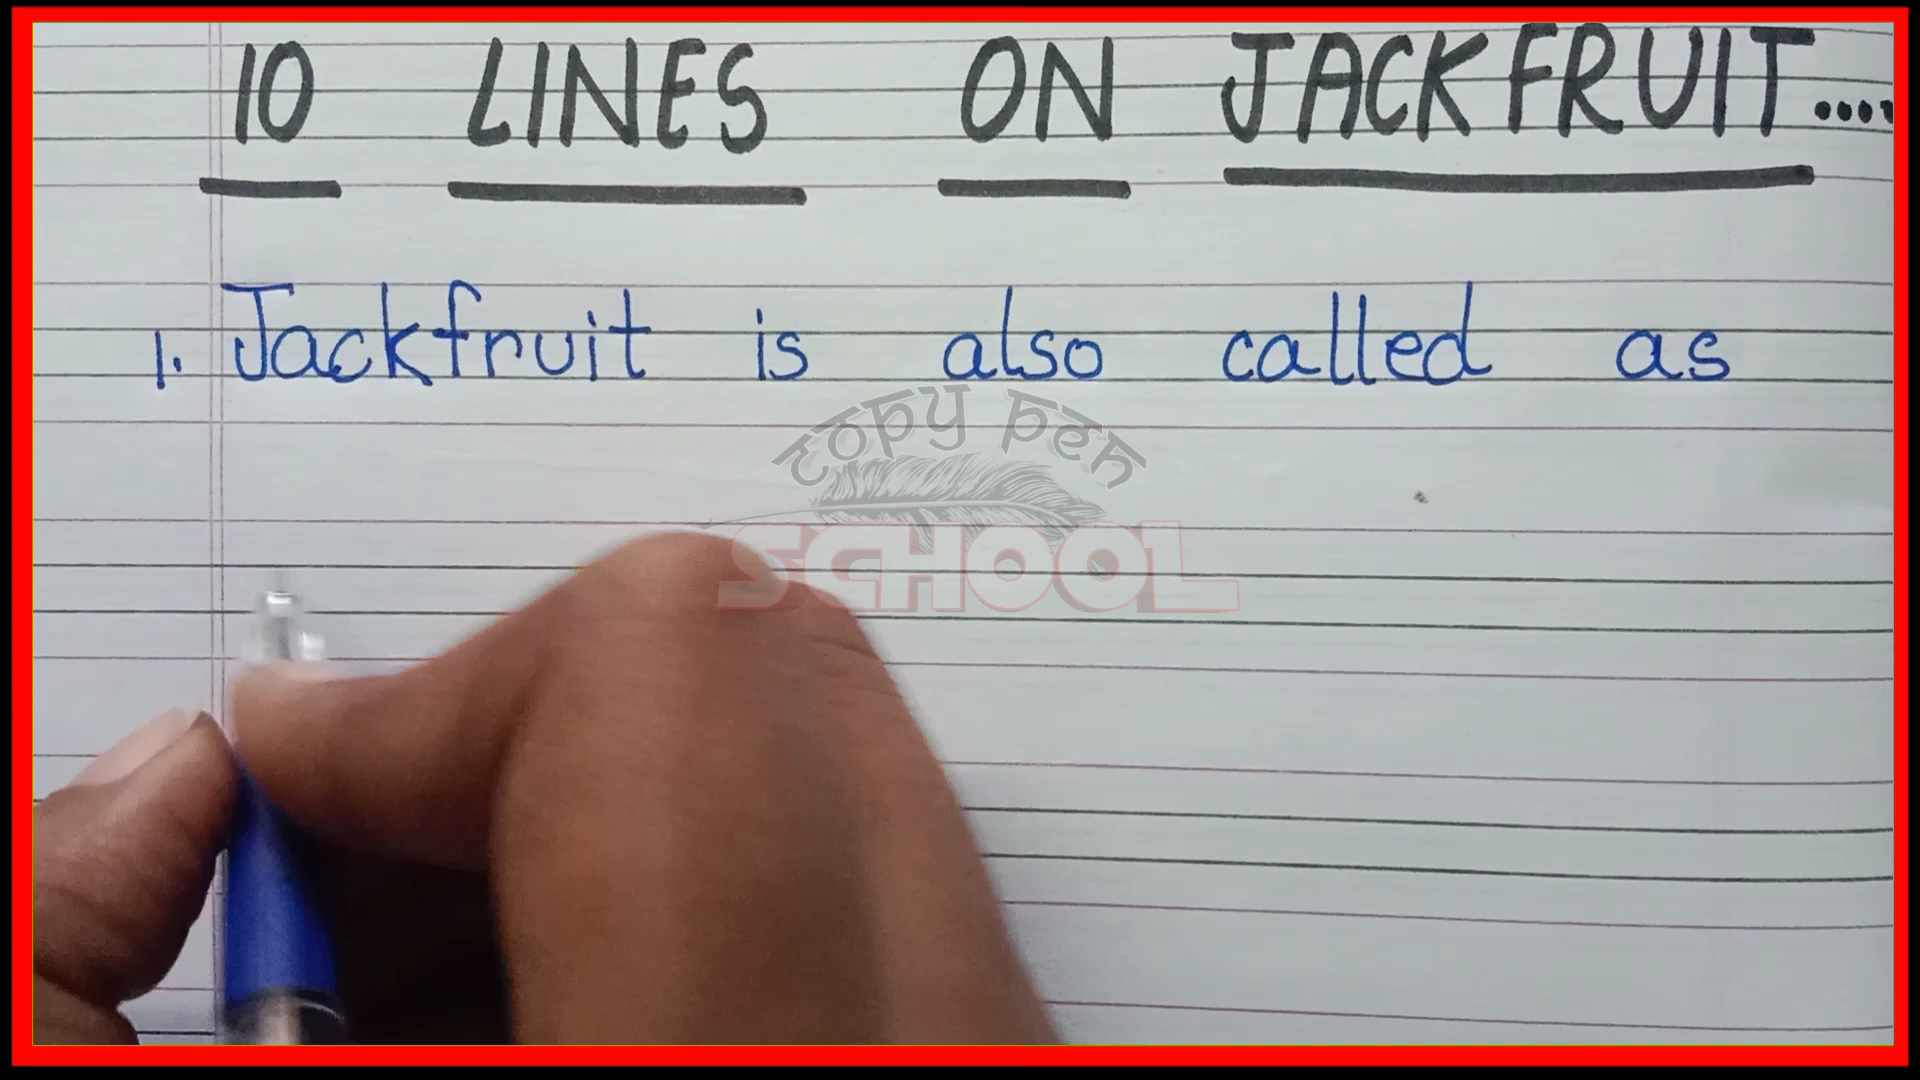 10 LINES ON JACKFRUIT....
1. Jackfruit is also called as
copy pen
SCHOOL